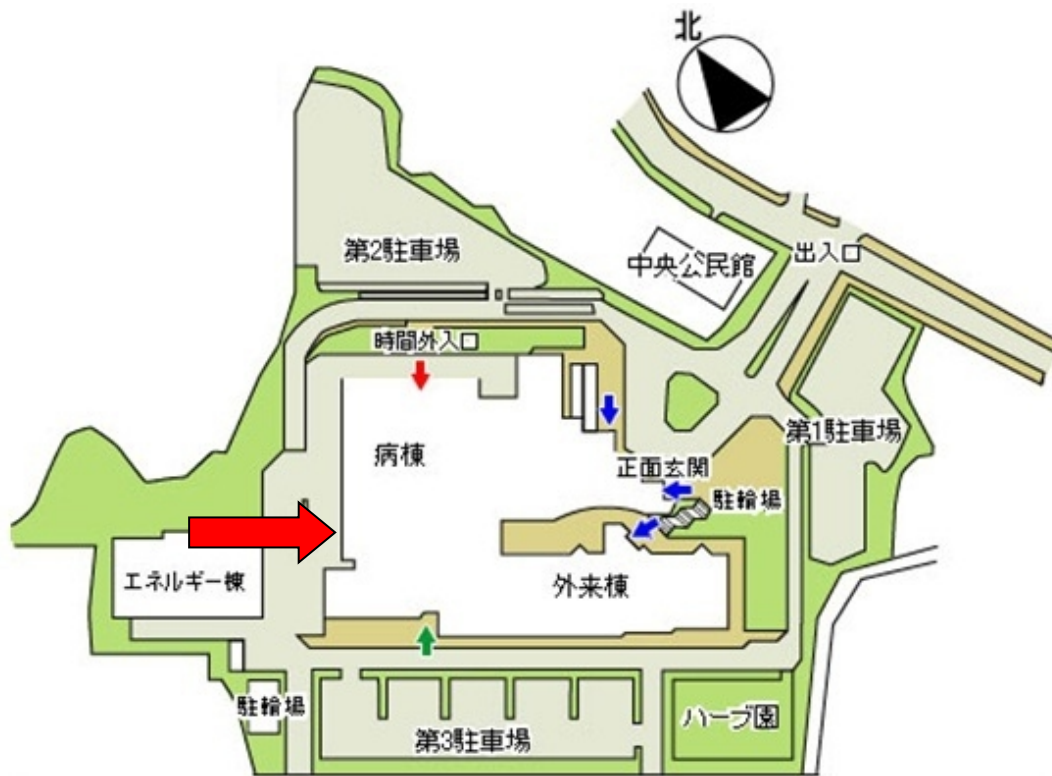 北
第2駐車場
中央公民館
出入口
時間外入口
病棟
第1駐車場
正面玄関
駐輪場
エネルギー棟
外来棟
駐輪場
ハーブ園
第3駐車場